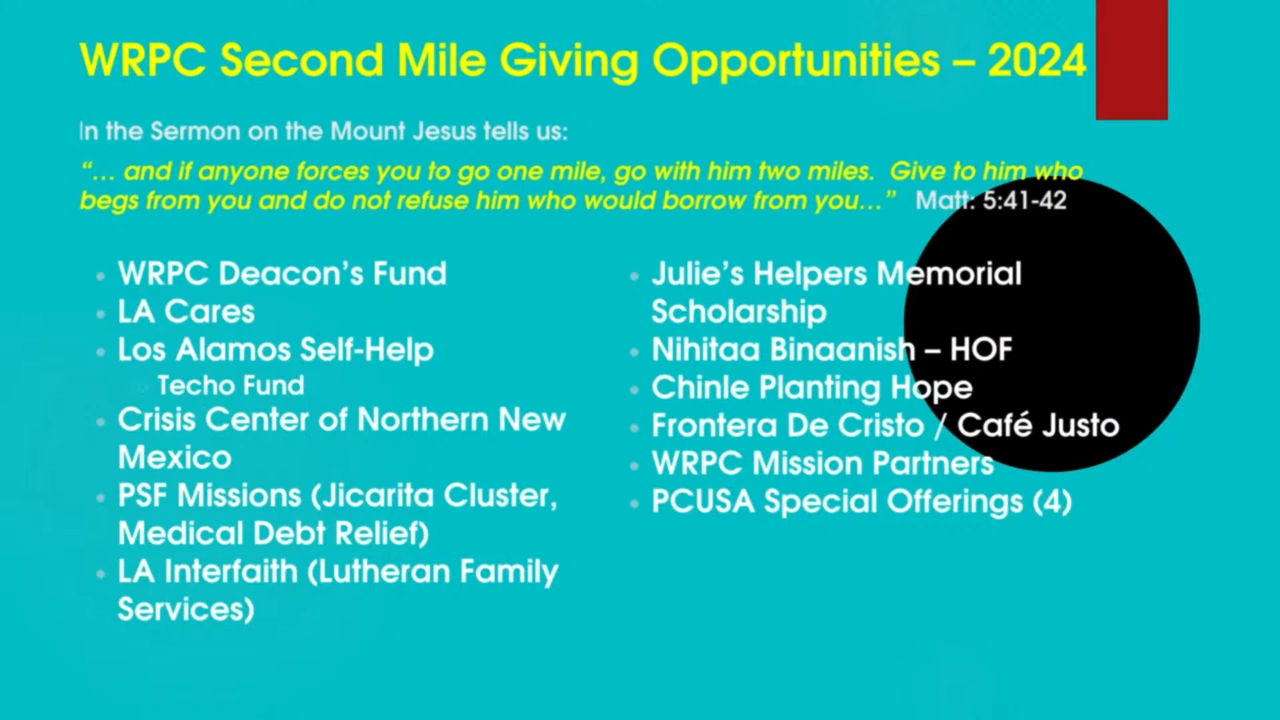 WRPC Second Mile Giving Opportunities – 2024
In the Sermon on the Mount Jesus tells us:
“… and if anyone forces you to go one mile, go with him two miles.  Give to him who
begs from you and do not refuse him who would borrow from you…”   Matt: 5:41-42
• WRPC Deacon’s Fund
• LA Cares
• Los Alamos Self-Help
Techo Fund
• Crisis Center of Northern New
Mexico
• PSF Missions (Jicarita Cluster,
Medical Debt Relief)
• LA Interfaith (Lutheran Family
Services)
• Julie’s Helpers Memorial
Scholarship
• Nihitaa Binaanish – HOF
• Chinle Planting Hope
• Frontera De Cristo / Café Justo
• WRPC Mission Partners
• PCUSA Special Offerings (4)